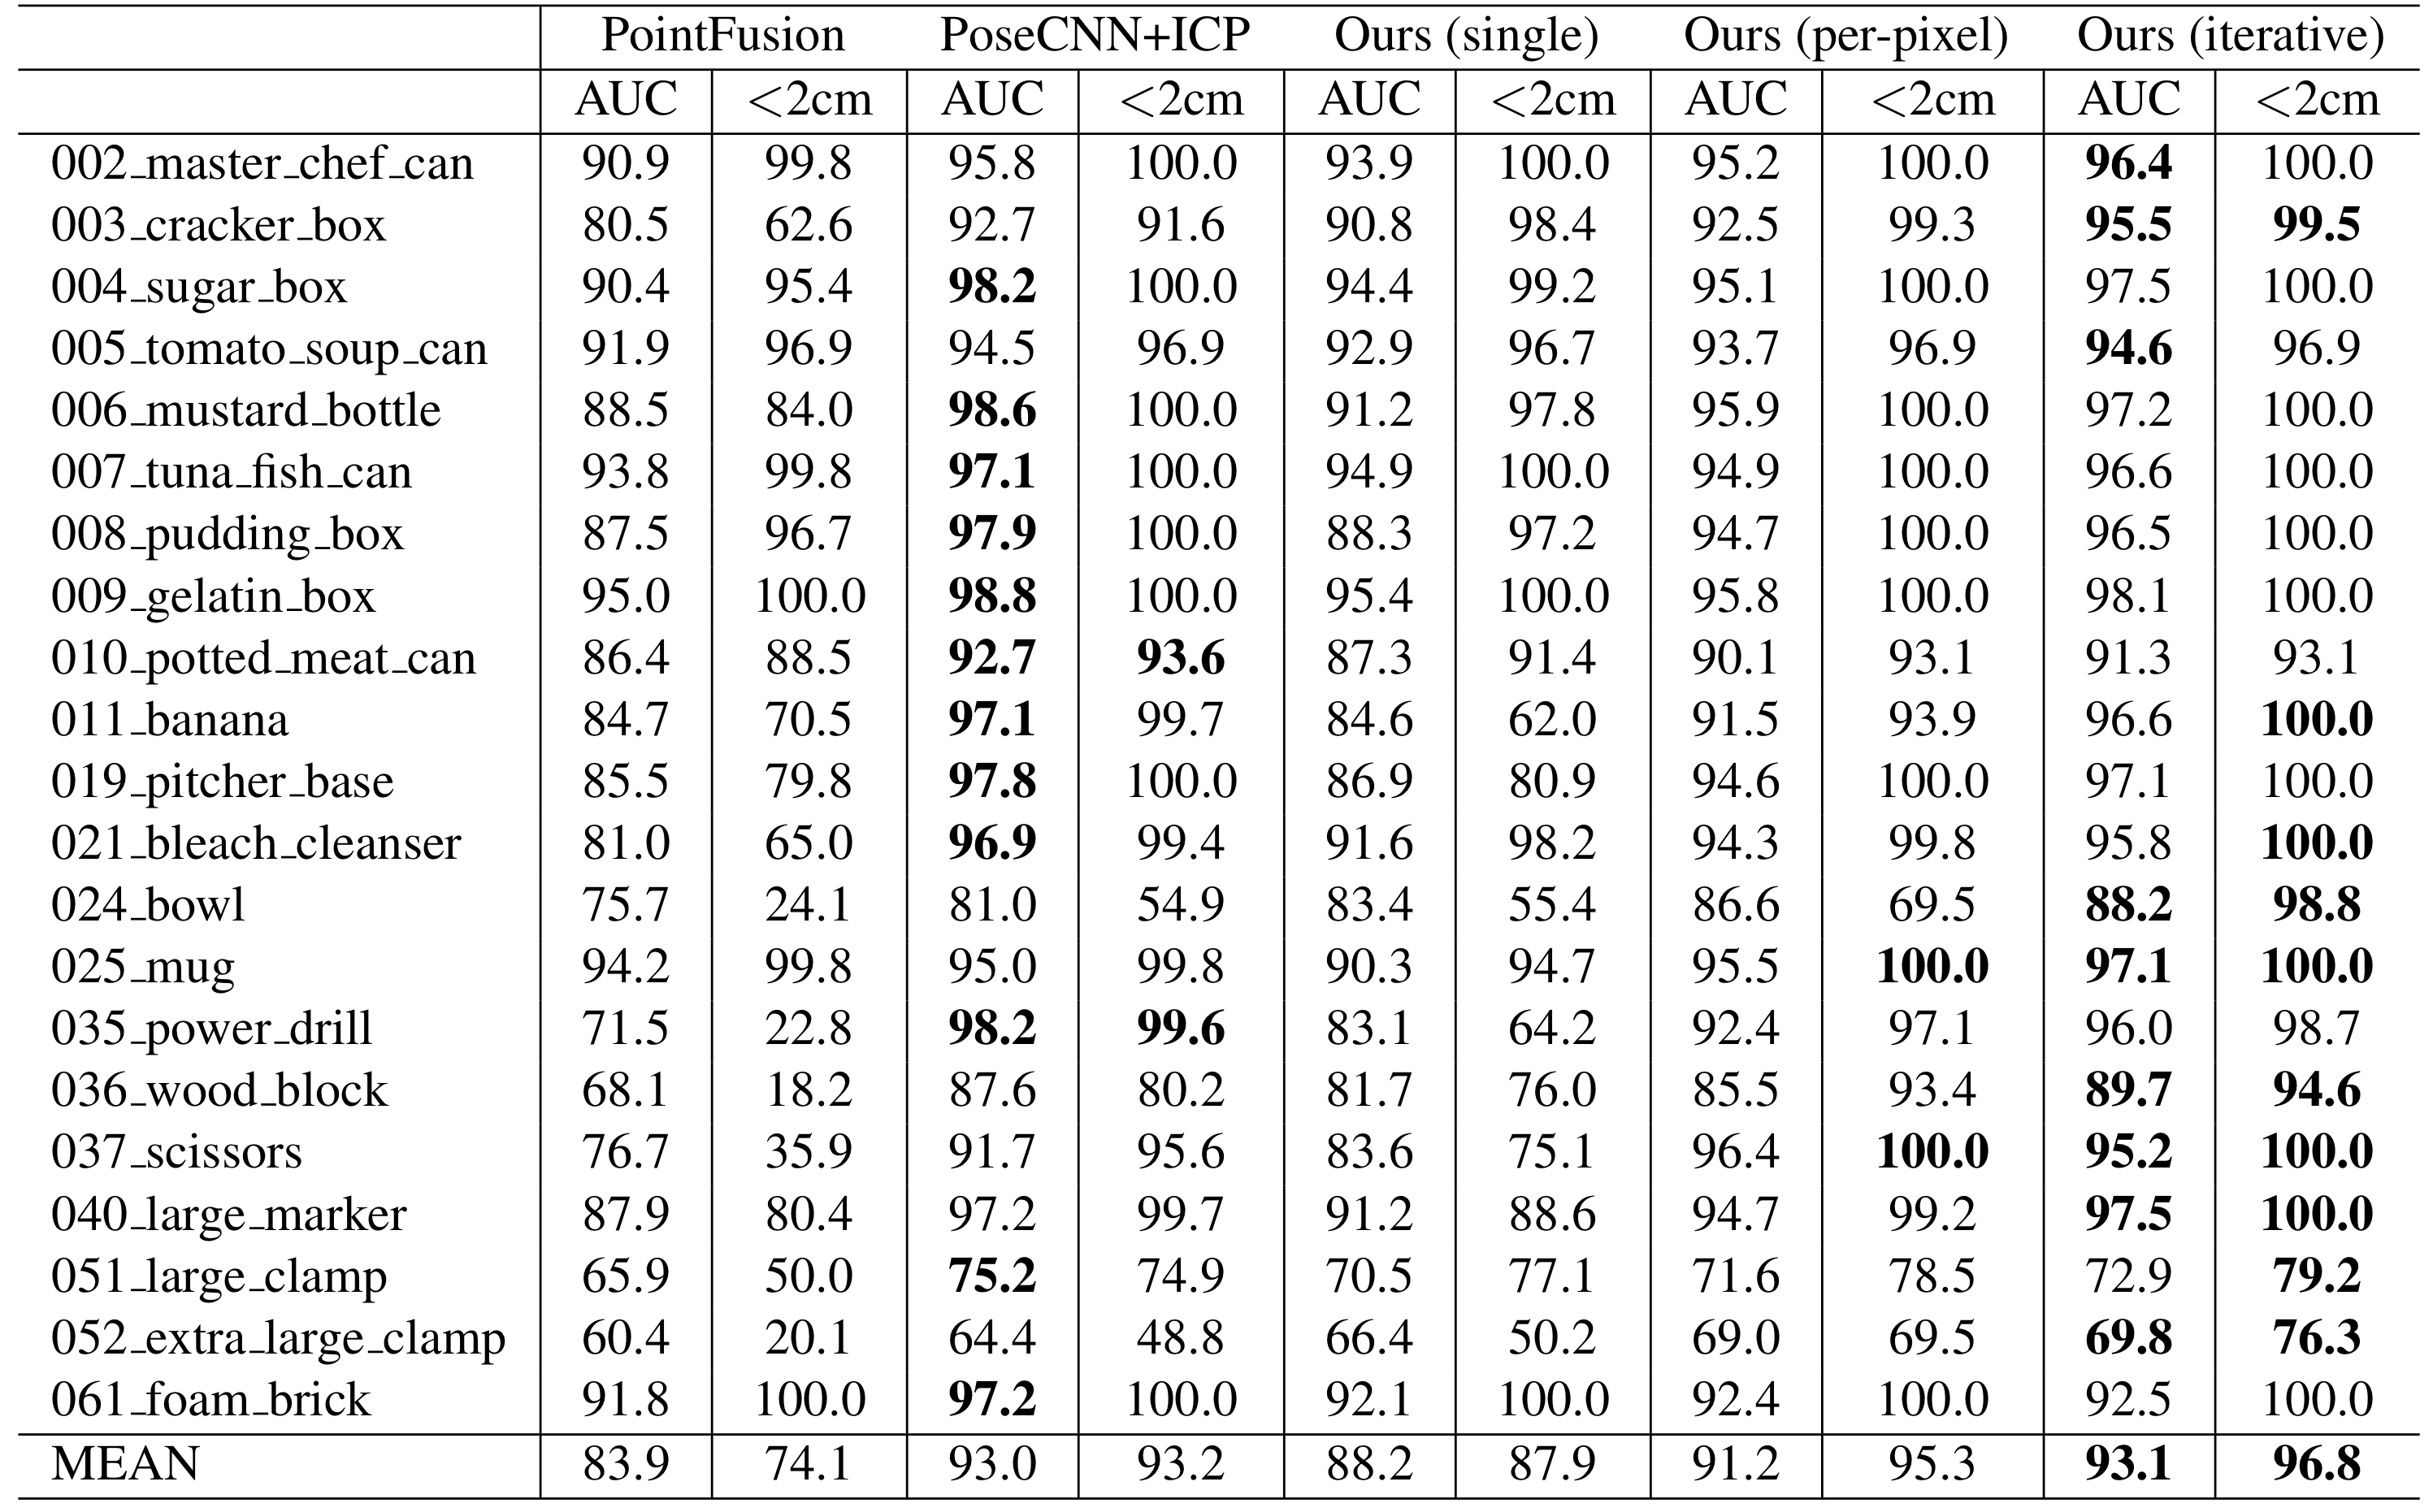 PointFusion PoseCNN+ICP Ours (single) Ours (per-pixel) Ours (iterative)
AUC <2cm AUC <2cm AUC <2cm AUC <2cm AUC <2cm
002_master_chef_can 90.9 99.8 95.8 100.0 93.9 100.0 95.2 100.0 96.4 100.0
003_cracker_box 80.5 62.6 92.7 91.6 90.8 98.4 92.5 99.3 95.5 99.5
004_sugar_box 90.4 95.4 98.2 100.0 94.4 99.2 95.1 100.0 97.5 100.0
005_tomato_soup_can 91.9 96.9 94.5 96.9 92.9 96.7 93.7 96.9 94.6 96.9
006_mustard_bottle 88.5 84.0 98.6 100.0 91.2 97.8 95.9 100.0 97.2 100.0
007_tuna_fish_can 93.8 99.8 97.1 100.0 94.9 100.0 94.9 100.0 96.6 100.0
008_pudding_box 87.5 96.7 97.9 100.0 88.3 97.2 94.7 100.0 96.5 100.0
009_gelatin_box 95.0 100.0 98.8 100.0 95.4 100.0 95.8 100.0 98.1 100.0
010_potted_meat_can 86.4 88.5 92.7 93.6 87.3 91.4 90.1 93.1 91.3 93.1
011_banana 84.7 70.5 97.1 99.7 84.6 62.0 91.5 93.9 96.6 100.0
019_pitcher_base 85.5 79.8 97.8 100.0 86.9 80.9 94.6 100.0 97.1 100.0
021_bleach_cleanser 81.0 65.0 96.9 99.4 91.6 98.2 94.3 99.8 95.8 100.0
024_bowl 75.7 24.1 81.0 54.9 83.4 55.4 86.6 69.5 88.2 98.8
025_mug 94.2 99.8 95.0 99.8 90.3 94.7 95.5 100.0 97.1 100.0
035_power_drill 71.5 22.8 98.2 99.6 83.1 64.2 92.4 97.1 96.0 98.7
036_wood_block 68.1 18.2 87.6 80.2 81.7 76.0 85.5 93.4 89.7 94.6
037_scissors 76.7 35.9 91.7 95.6 83.6 75.1 96.4 100.0 95.2 100.0
040_large_marker 87.9 80.4 97.2 99.7 91.2 88.6 94.7 99.2 97.5 100.0
051_large_clamp 65.9 50.0 75.2 74.9 70.5 77.1 71.6 78.5 72.9 79.2
052_extra_large_clamp 60.4 20.1 64.4 48.8 66.4 50.2 69.0 69.5 69.8 76.3
061_foam_brick 91.8 100.0 97.2 100.0 92.1 100.0 92.4 100.0 92.5 100.0
MEAN 83.9 74.1 93.0 93.2 88.2 87.9 91.2 95.3 93.1 96.8